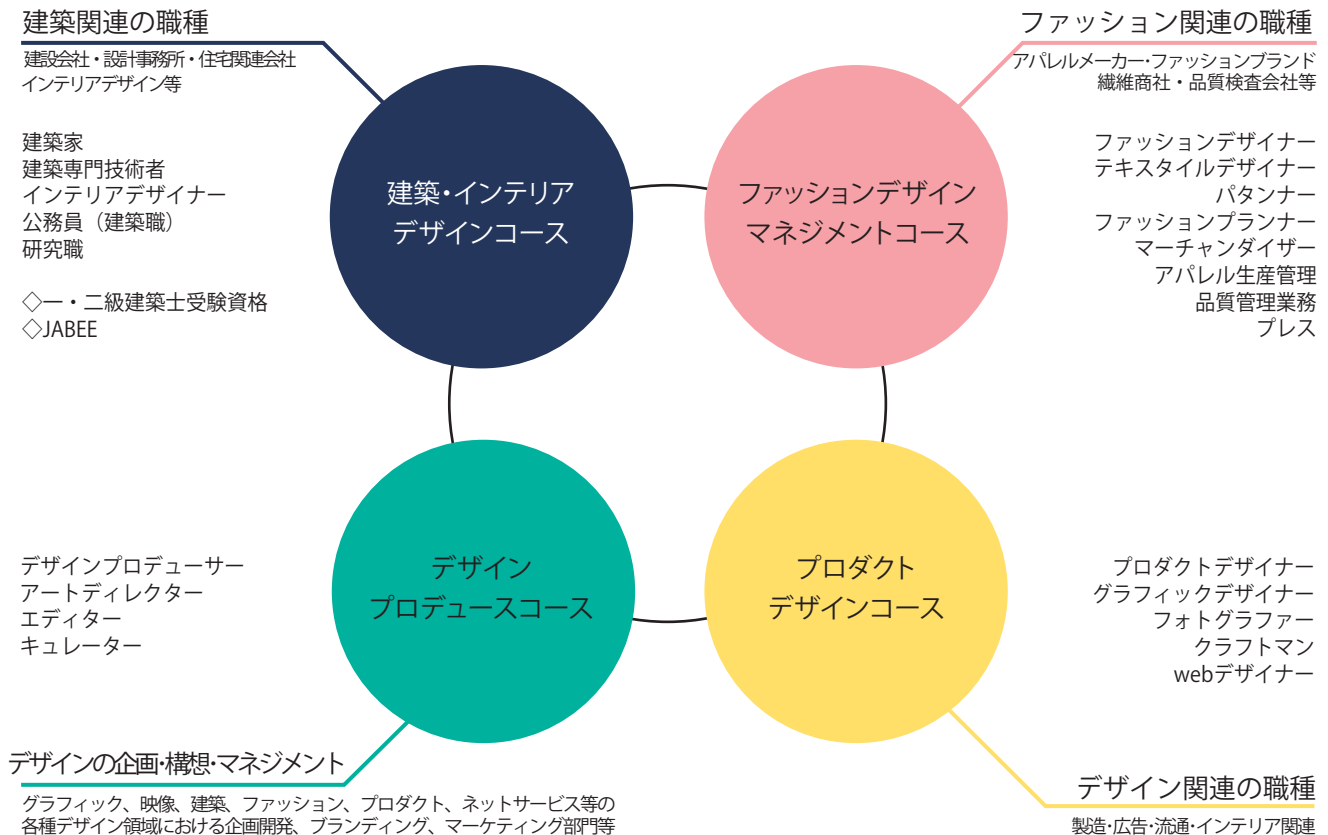 建築関連の職種
建設会社・設計事務所・住宅関連会社
インテリアデザイン等
建築家
建築専門技術者
インテリアデザイナー
公務員（建築職）
研究職
◇一・二級建築士受験資格
◇JABEE
建築・インテリア
デザインコース
ファッション関連の職種
アパレルメーカー・ファッションブランド
繊維商社・品質検査会社等
ファッションデザイナー
テキスタイルデザイナー
パタンナー
ファッションプランナー
マーチャンダイザー
アパレル生産管理
品質管理業務
プレス
ファッションデザイン
マネジメントコース
デザインプロデューサー
アートディレクター
エディター
キュレーター
デザイン
プロデュースコース
デザインの企画・構想・マネジメント
グラフィック、映像、建築、ファッション、プロダクト、ネットサービス等の
各種デザイン領域における企画開発、ブランディング、マーケティング部門等
プロダクト
デザインコース
プロダクトデザイナー
グラフィックデザイナー
フォトグラファー
クラフトマン
webデザイナー
デザイン関連の職種
製造・広告・流通・インテリア関連